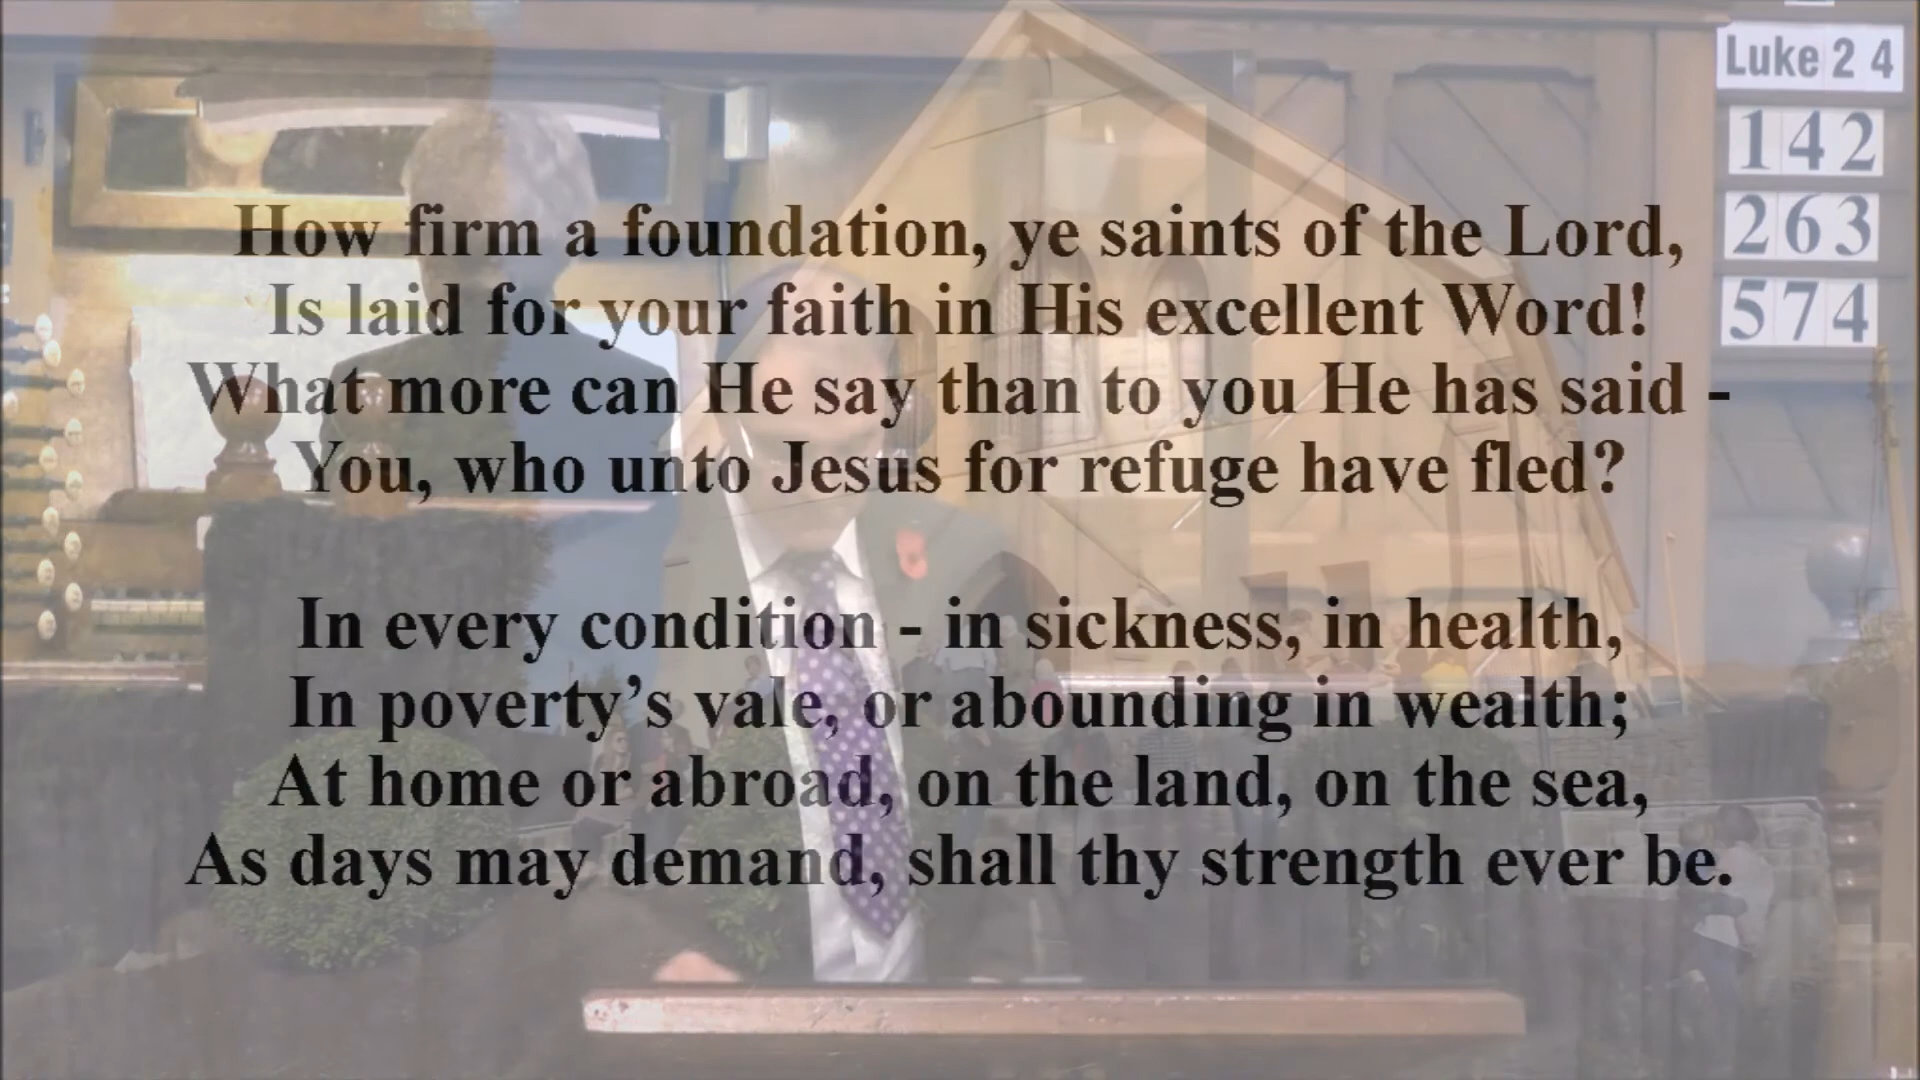 Luke 2 4
142
263
574
How firm a foundation, ye saints of the Lord,
Is laid for your faith in His excellent Word!
What more can He say than to you He has said -
You, who unto Jesus for refuge have fled?
In every condition - in sickness, in health,
In poverty’s vale, or abounding in wealth;
At home or abroad, on the land, on the sea,
As days may demand, shall thy strength ever be.